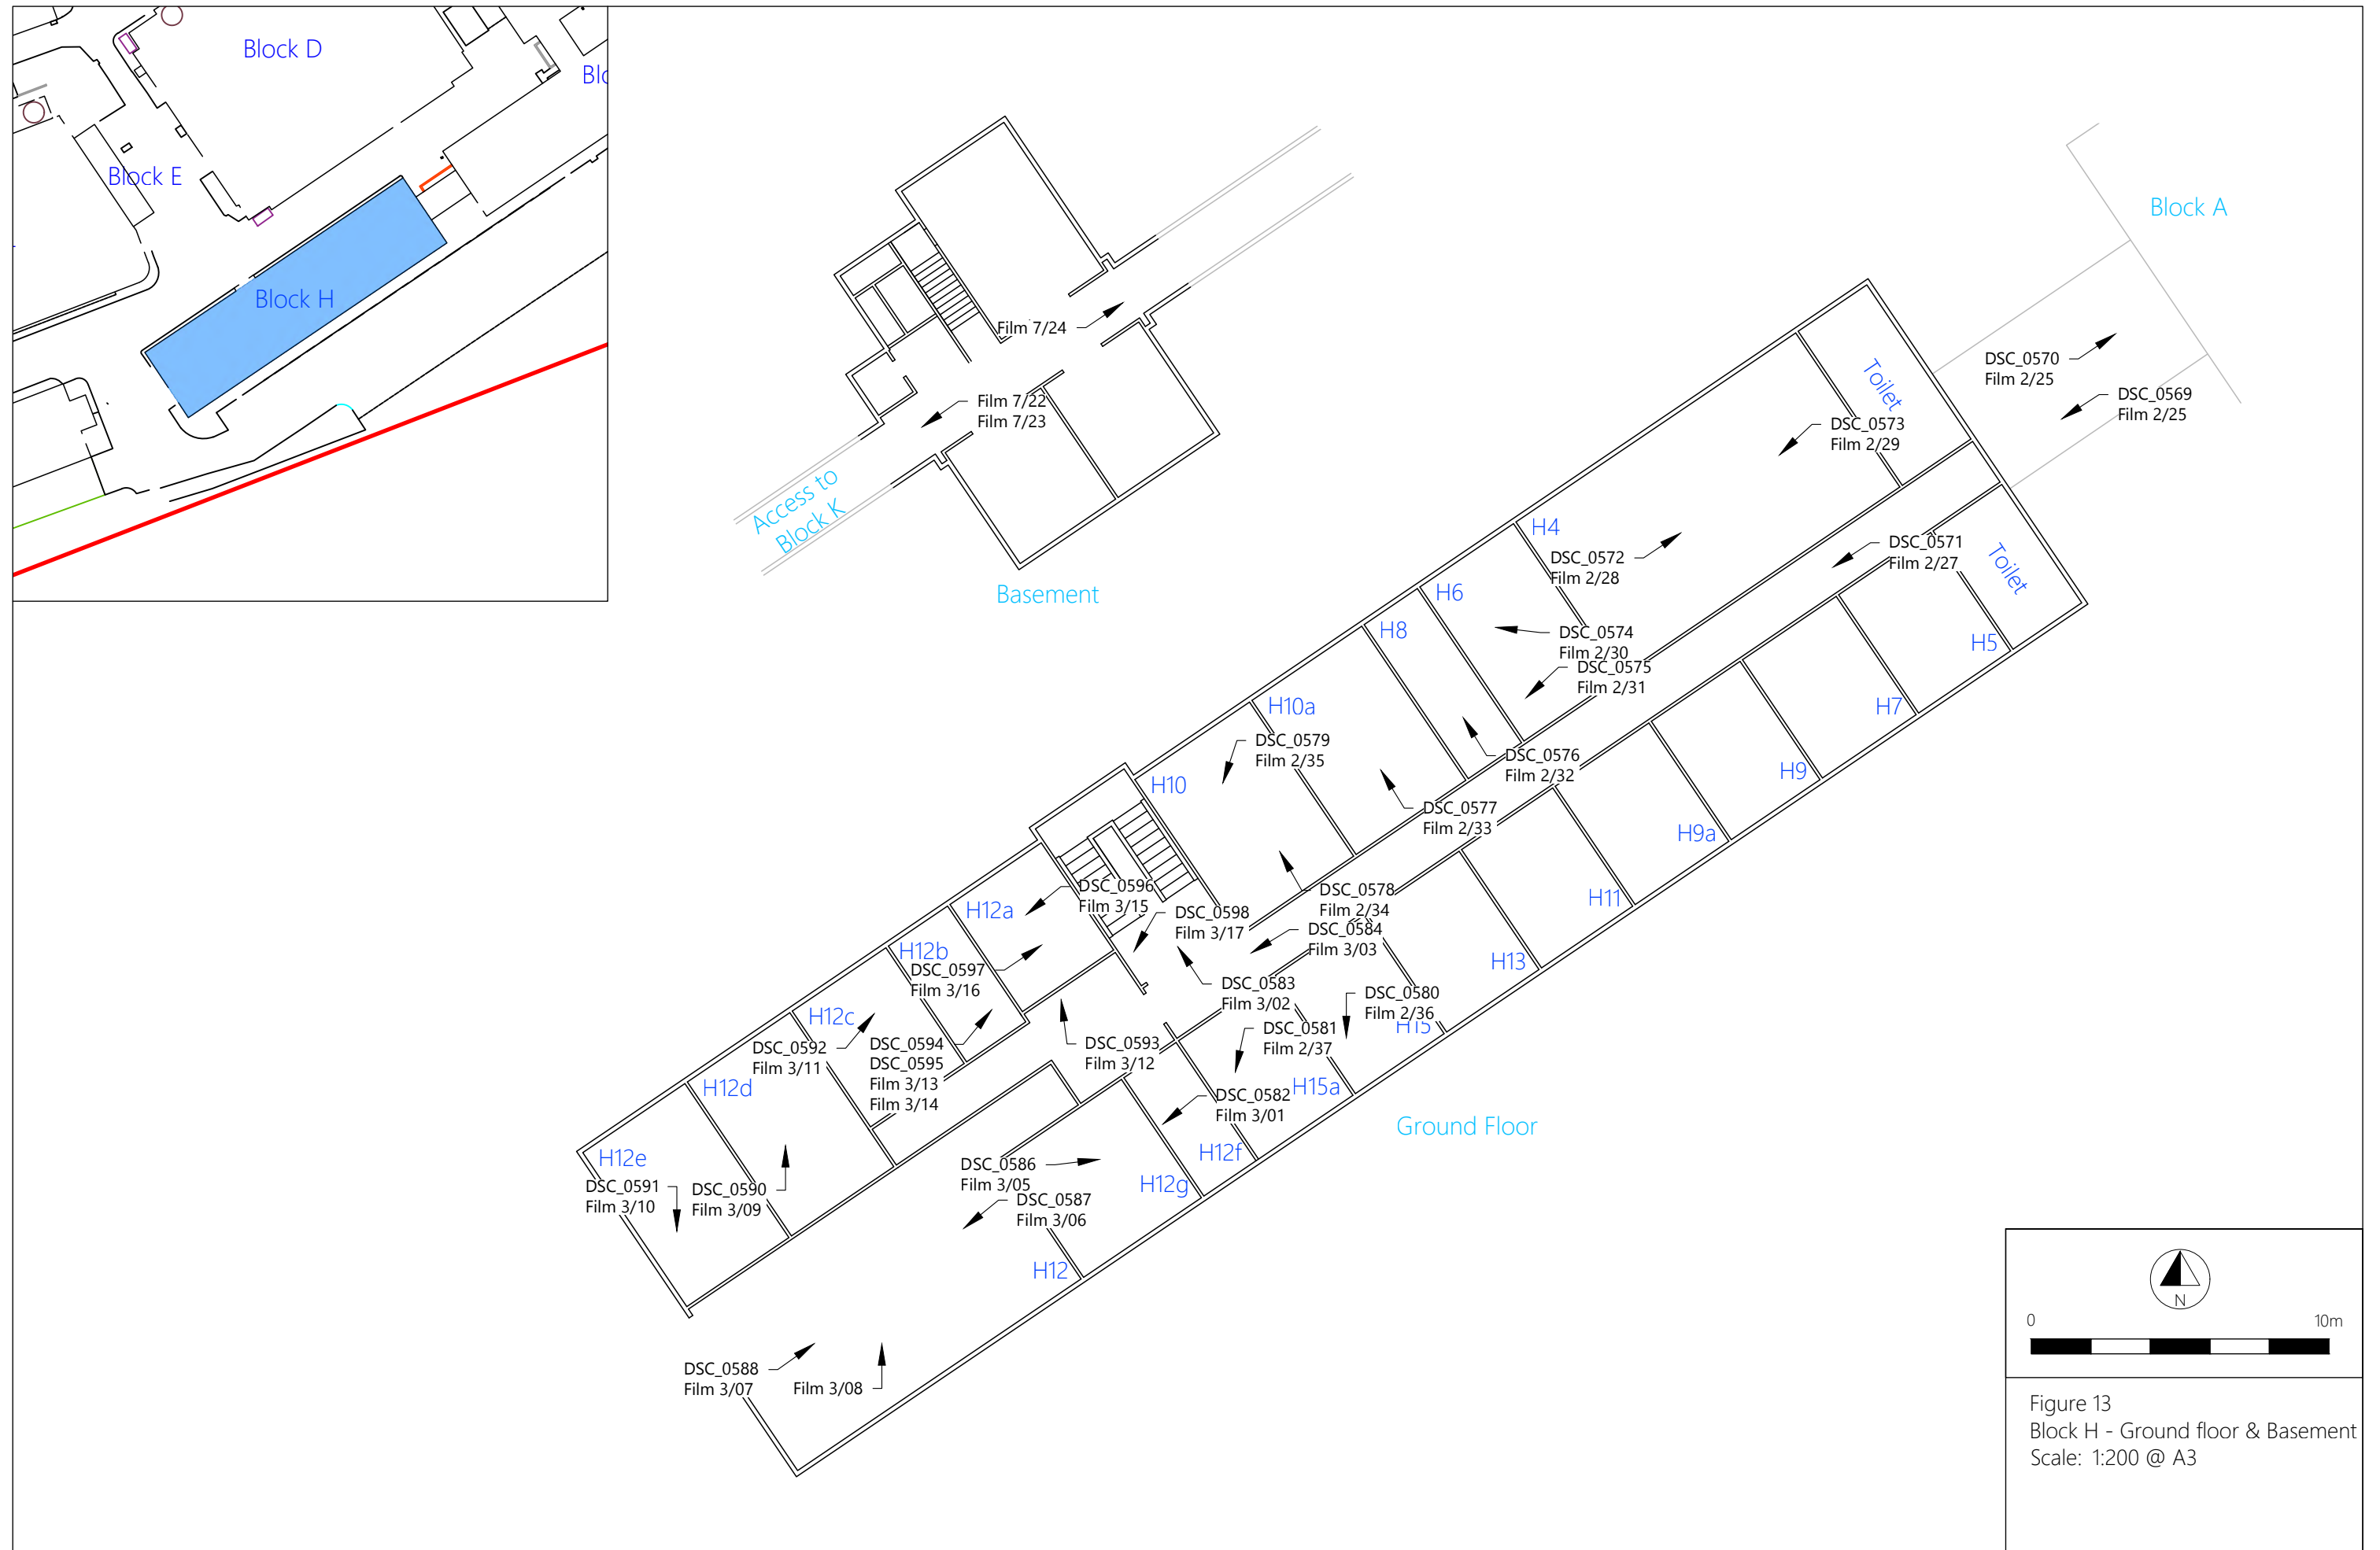 Block D
Block E
Block H
Film 7/24
Film 7/22
Film 7/23
Access to
Block K
Basement
Block A
DSC_0570
Film 2/25
DSC_0569
Film 2/25
Toilet
DSC_0573
Film 2/29
H4
DSC_0572
Film 2/28
DSC_0571
Film 2/27
Toilet
H6
H8
DSC_0574
Film 2/30
DSC_0575
Film 2/31
H5
H10a
H7
DSC_0579
Film 2/35
DSC_0576
Film 2/32
H10
H9
DSC_0577
Film 2/33
H9a
DSC_0596
Film 3/15
DSC_0578
Film 2/34
H11
H12a
DSC_0598
Film 3/17
DSC_0584
Film 3/03
H12b
DSC_0597
Film 3/16
H13
DSC_0583
Film 3/02
DSC_0580
Film 2/36
H15
H12c
DSC_0592
Film 3/11
DSC_0594
DSC_0595
Film 3/13
Film 3/14
DSC_0593
Film 3/12
DSC_0581
Film 2/37
H15a
H12d
DSC_0582
Film 3/01
Ground Floor
H12e
H12f
DSC_0586
Film 3/05
H12g
DSC_0591
Film 3/10
DSC_0590
Film 3/09
DSC_0587
Film 3/06
H12
DSC_0588
Film 3/07
Film 3/08
N
0 10m
Figure 13
Block H - Ground floor & Basement
Scale: 1:200 @ A3